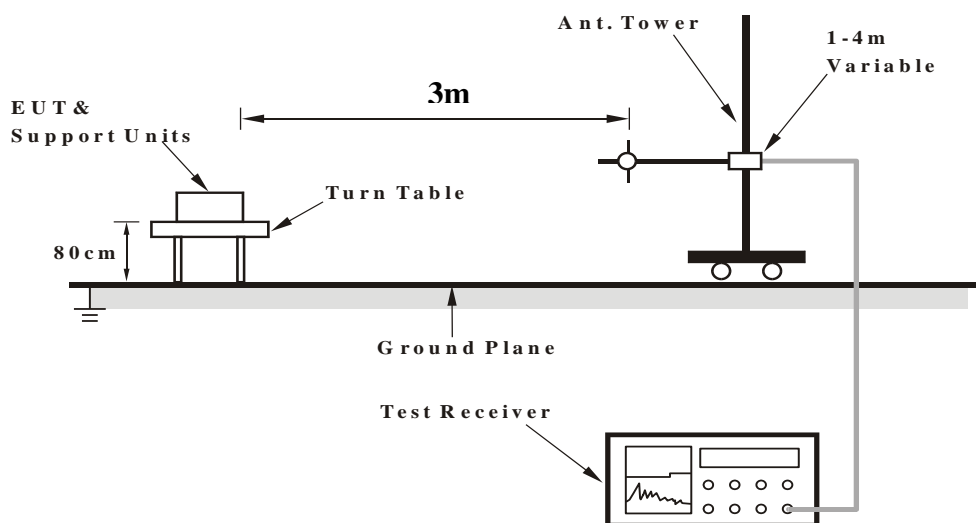 Ant. Tower
1-4m
Variable
3m
EUT&
Support Units
Turn Table
80cm
Ground Plane
Test Receiver